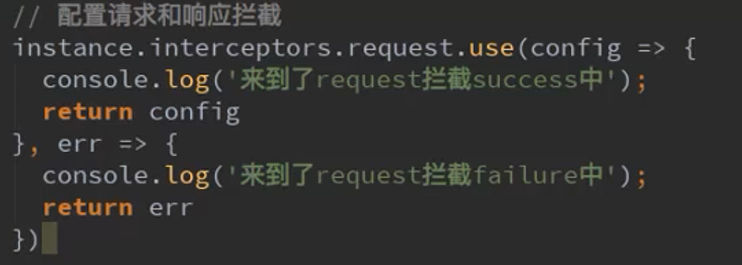 // 配置请求和响应拦截
instance.interceptors.request.use(config => {
  console.log('来到了request拦截success中');
  return config
}, err => {
  console.log('来到了request拦截failure中');
  return err
})